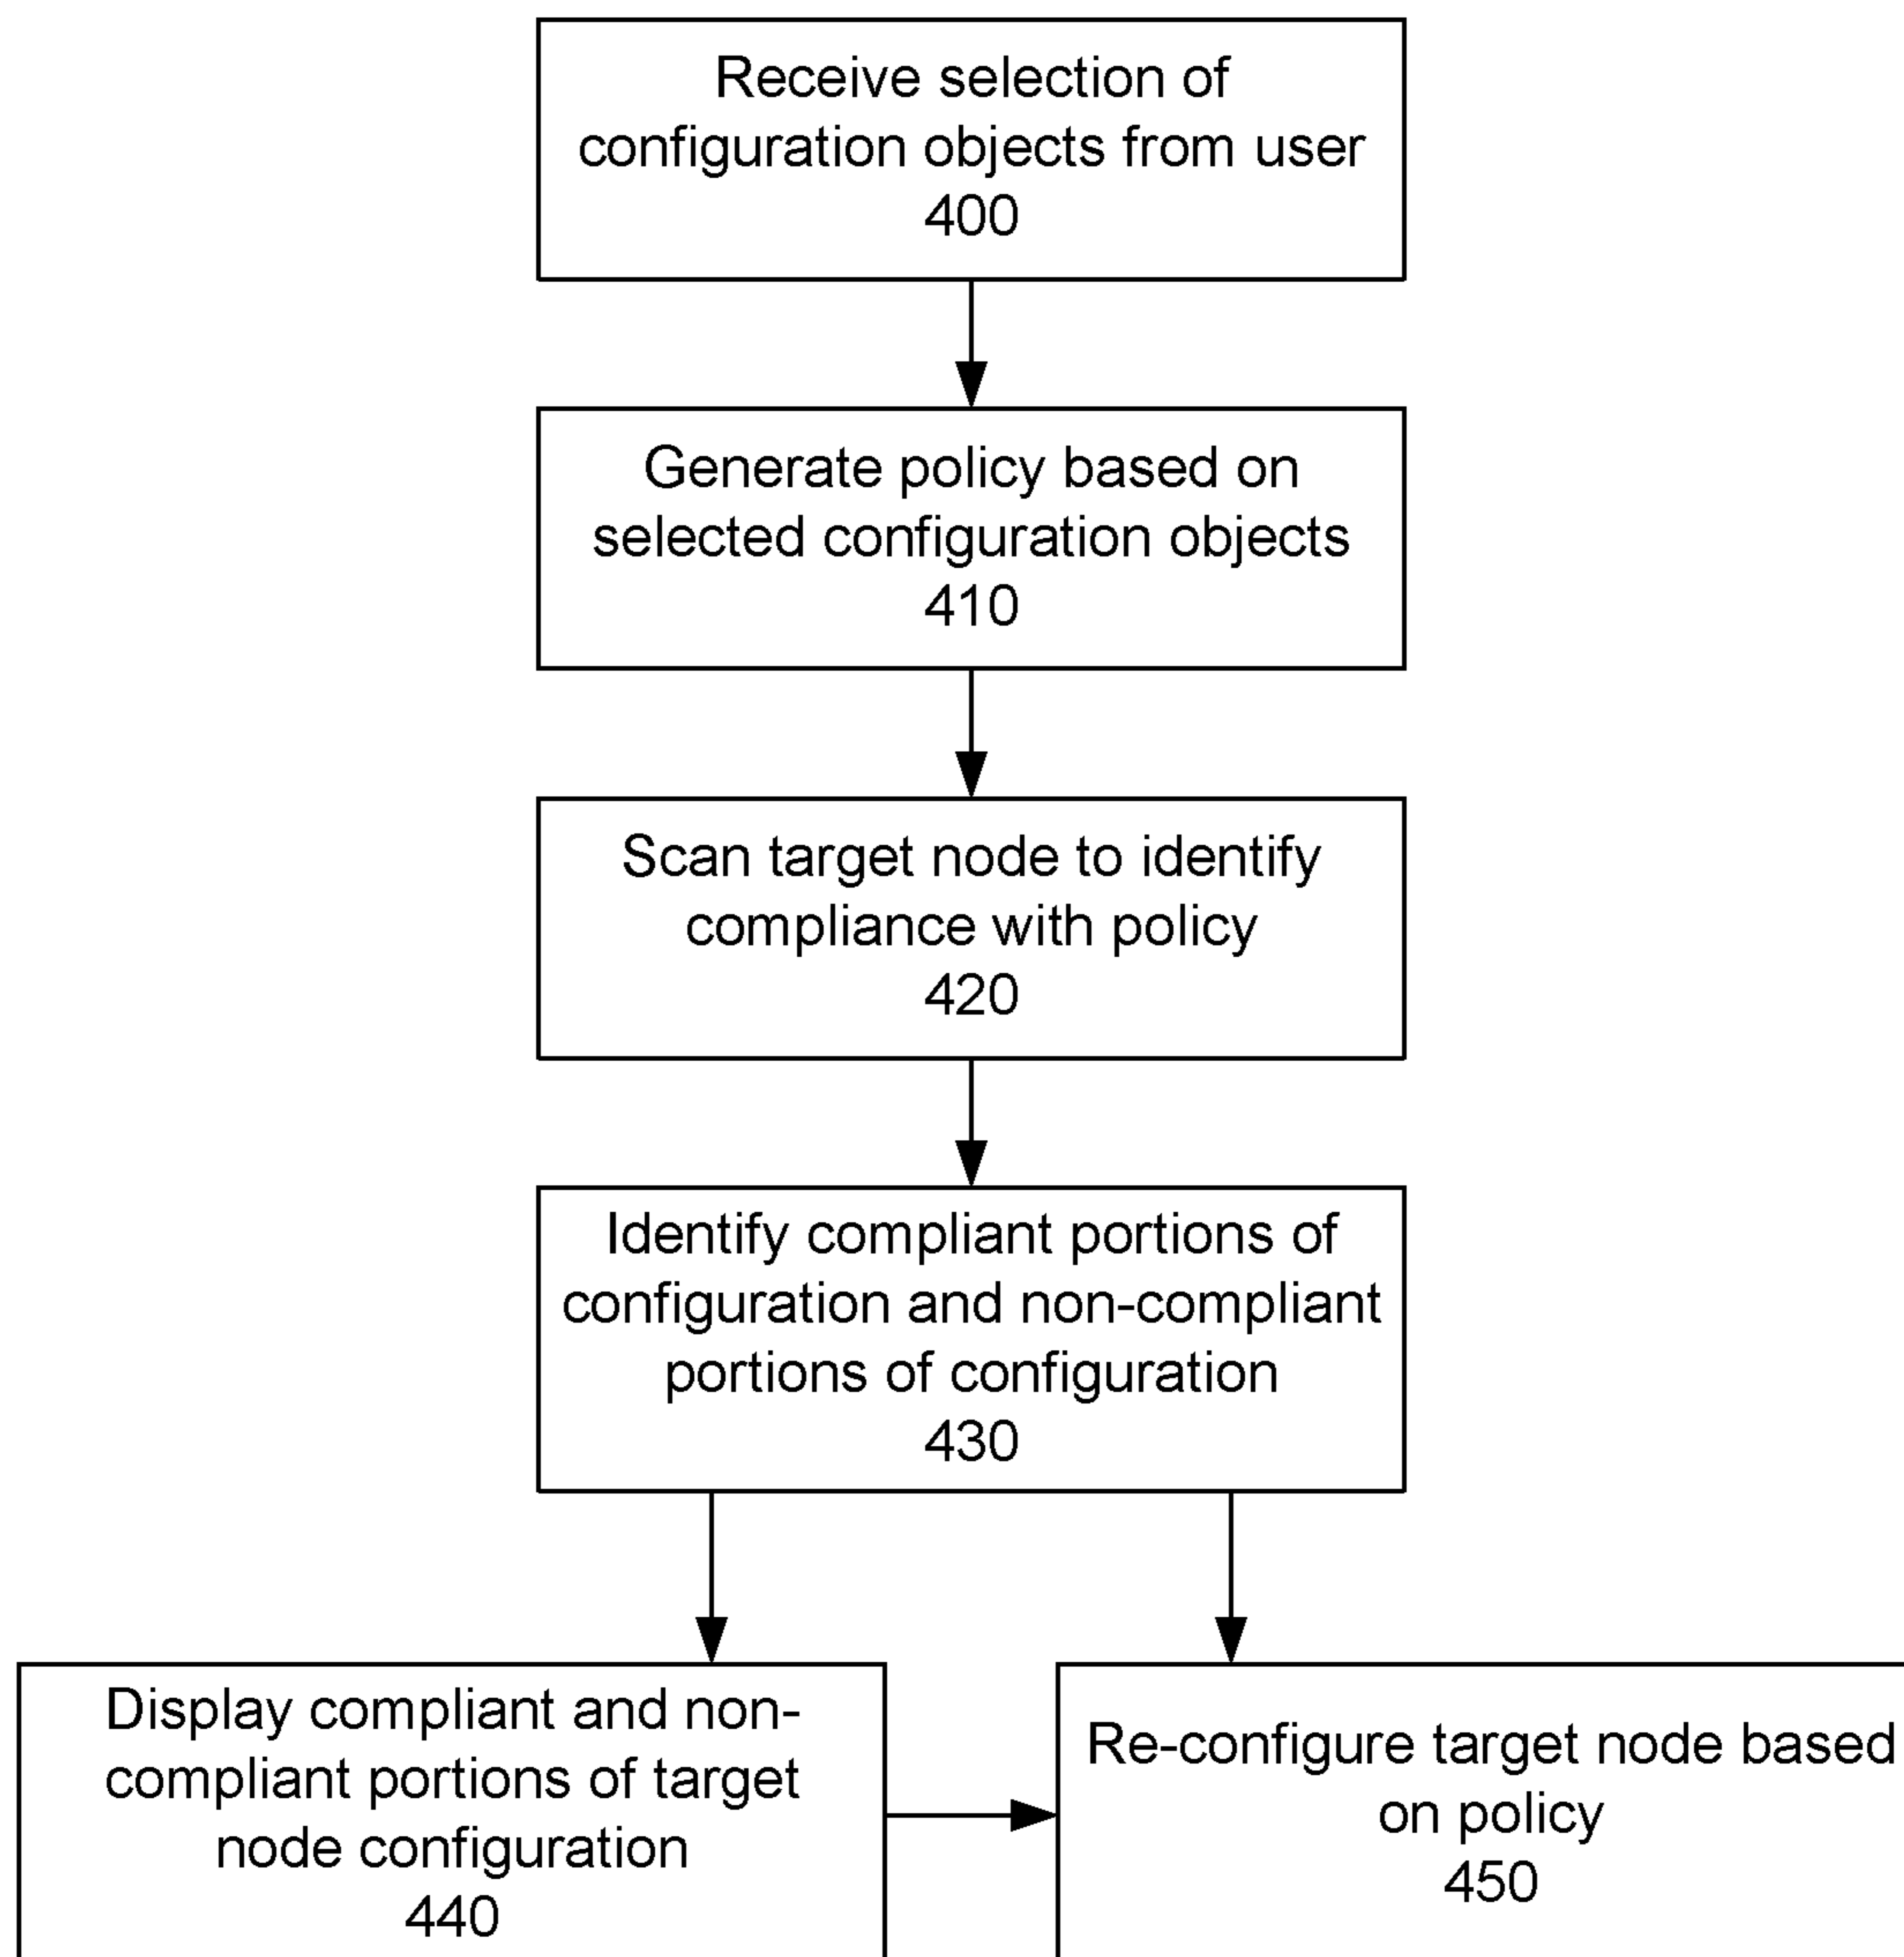 Receive selection of
configuration objects from user
400
Generate policy based on
selected configuration objects
410
Scan target node to identify
compliance with policy
420
Identify compliant portions of
configuration and non-compliant
portions of configuration
430
Display compliant and non-
compliant portions of target
node configuration
440
Re-configure target node based
on policy
450